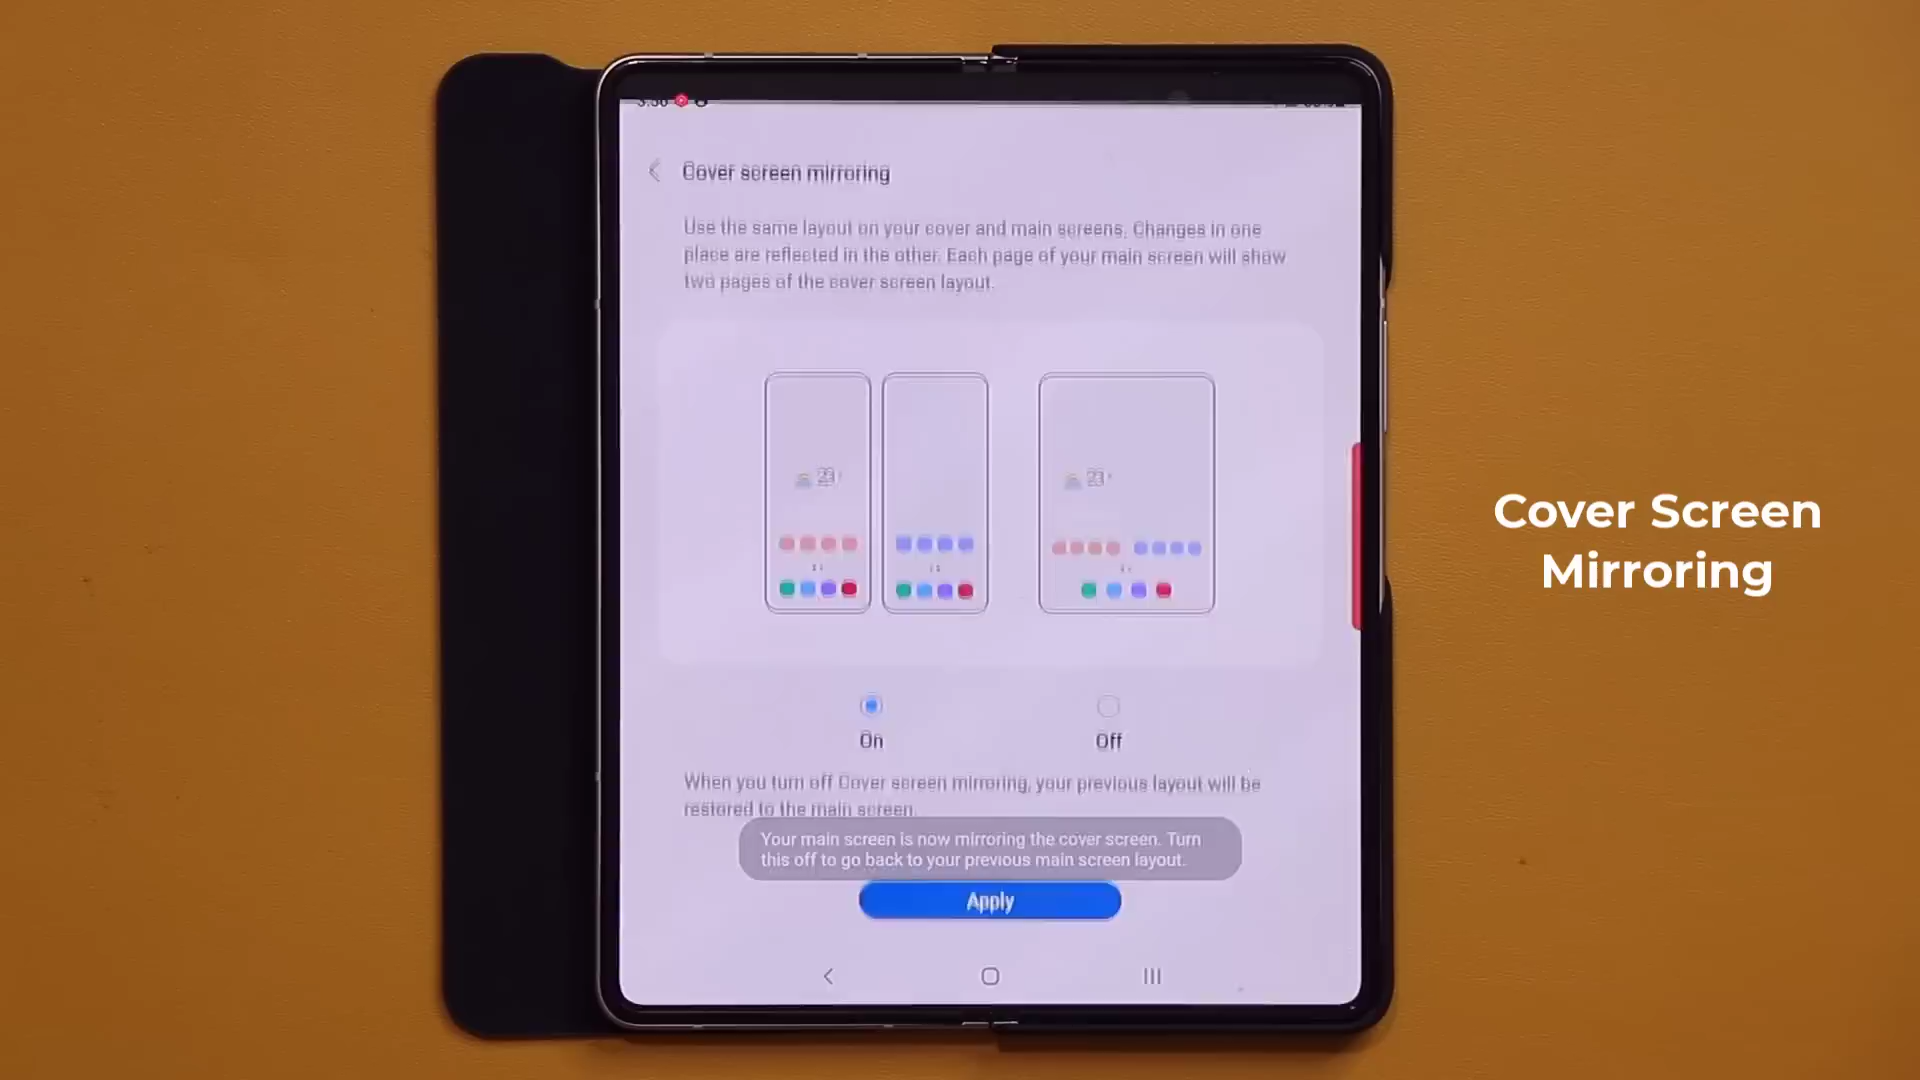 3:36
Cover screen mirroring
Use the same layout on your cover and main screens. Changes in one
place are reflected in the other. Each page of your main screen will show
two pages of the cover screen layout.
23°
23°
On
Off
When you turn off Cover screen mirroring, your previous layout will be
restored to the main screen.
Your main screen is now mirroring the cover screen. Turn
this off to go back to your previous main screen layout.
Apply
Cover Screen
Mirroring